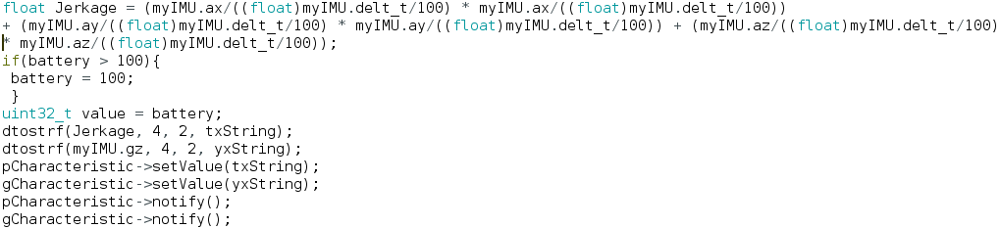 float Jerkage = (myIMU.ax/((float)myIMU.delt_t/100) * myIMU.ax/((float)myIMU.delt_t/100))
+ (myIMU.ay/((float)myIMU.delt_t/100) * myIMU.ay/((float)myIMU.delt_t/100)) + (myIMU.az/((float)myIMU.delt_t/100)
* myIMU.az/((float)myIMU.delt_t/100));
if(battery > 100){
 battery = 100;
 }
uint32_t value = battery;
dtostrf(Jerkage, 4, 2, txString);
dtostrf(myIMU.gz, 4, 2, yxString);
pCharacteristic->setValue(txString);
gCharacteristic->setValue(yxString);
pCharacteristic->notify();
gCharacteristic->notify();